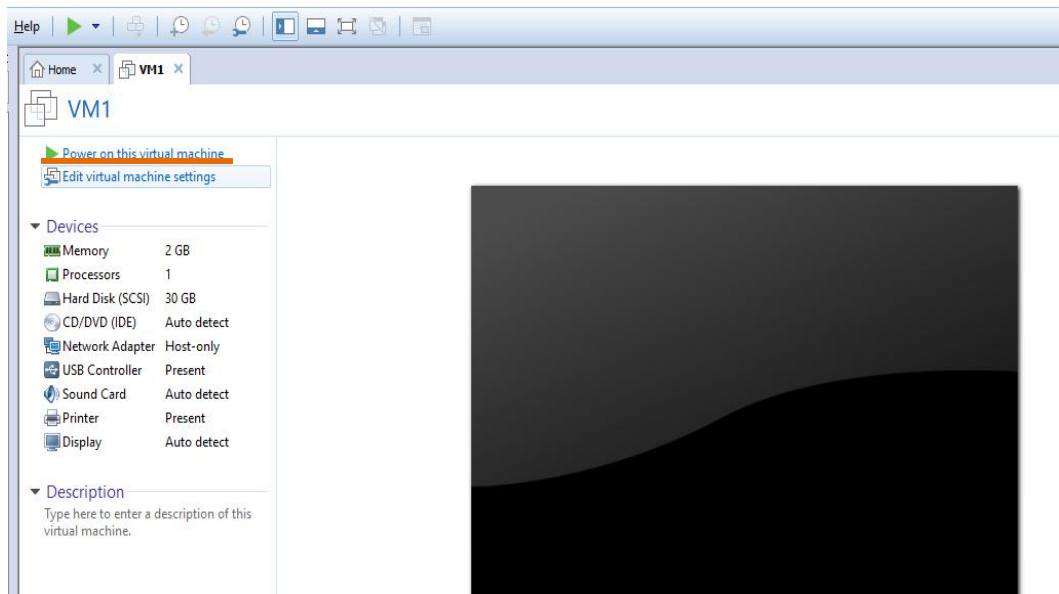 Help
Home × VM1 ×
VM1
Power on this virtual machine
Edit virtual machine settings
Devices
Memory 2 GB
Processors 1
Hard Disk (SCSI) 30 GB
CD/DVD (IDE) Auto detect
Network Adapter Host-only
USB Controller Present
Sound Card Auto detect
Printer Present
Display Auto detect
Description
Type here to enter a description of this
virtual machine.